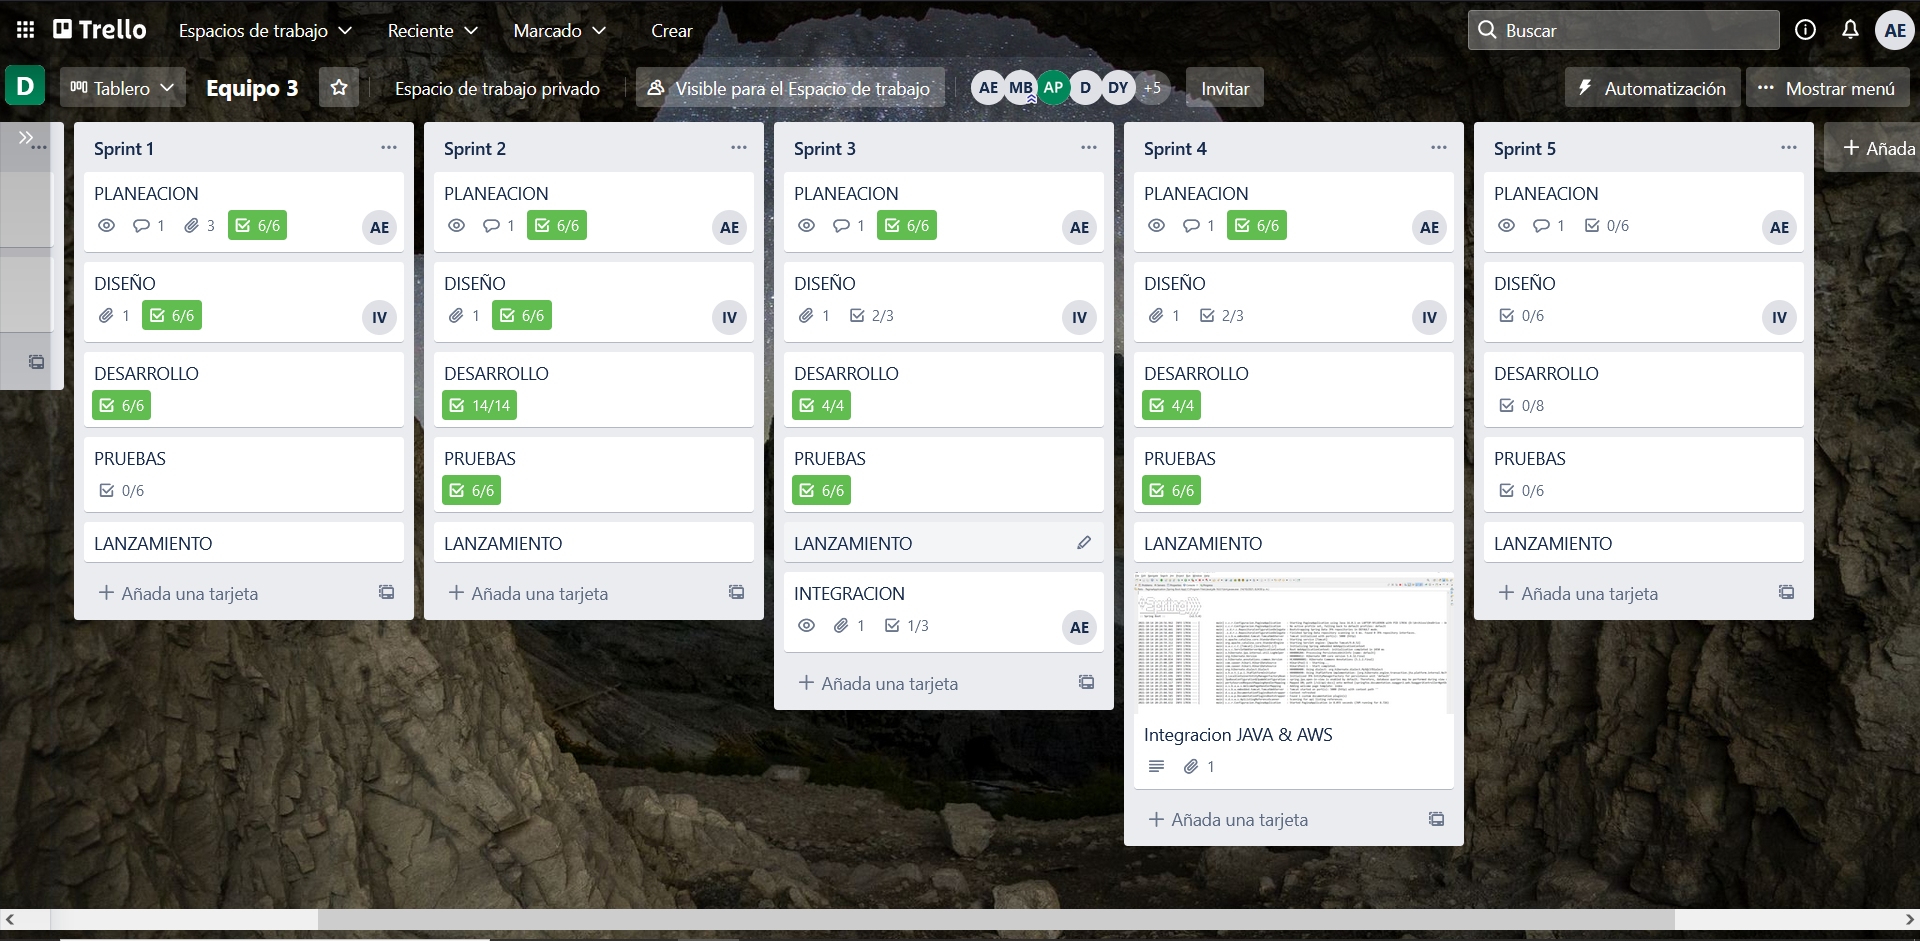 Trello
Espacios de trabajo
Reciente
Marcado
Crear
Buscar
AE
D
Tablero
Equipo 3
Espacio de trabajo privado
Visible para el Espacio de trabajo
AE
MB
AP
D
DY
+5
Invitar
Automatización
··· Mostrar menú
Sprint 1
PLANEACION
1 3 6/6 AE
DISEÑO
1 6/6 IV
DESARROLLO
6/6
PRUEBAS
0/6
LANZAMIENTO
+ Añada una tarjeta
Sprint 2
PLANEACION
1 6/6 AE
DISEÑO
1 6/6 IV
DESARROLLO
14/14
PRUEBAS
6/6
LANZAMIENTO
+ Añada una tarjeta
Sprint 3
PLANEACION
1 6/6 AE
DISEÑO
1 2/3 IV
DESARROLLO
4/4
PRUEBAS
6/6
LANZAMIENTO
INTEGRACION
1 1/3 AE
+ Añada una tarjeta
Sprint 4
PLANEACION
1 6/6 AE
DISEÑO
1 2/3 IV
DESARROLLO
4/4
PRUEBAS
6/6
LANZAMIENTO
Integracion JAVA & AWS
1
+ Añada una tarjeta
Sprint 5
PLANEACION
1 0/6 AE
DISEÑO
0/6 IV
DESARROLLO
0/8
PRUEBAS
0/6
LANZAMIENTO
+ Añada una tarjeta
+ Añada